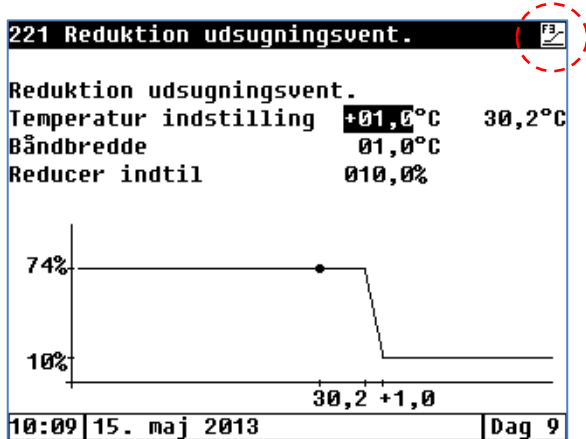 221 Reduktion udsugningsvent. F3
Reduktion udsugningsvent.
Temperatur indstilling +01,0°C 30,2°C
Båndbredde 01,0°C
Reducer indtil 010,0%
74%
10%
30,2 +1,0
10:09 15. maj 2013 Dag 9